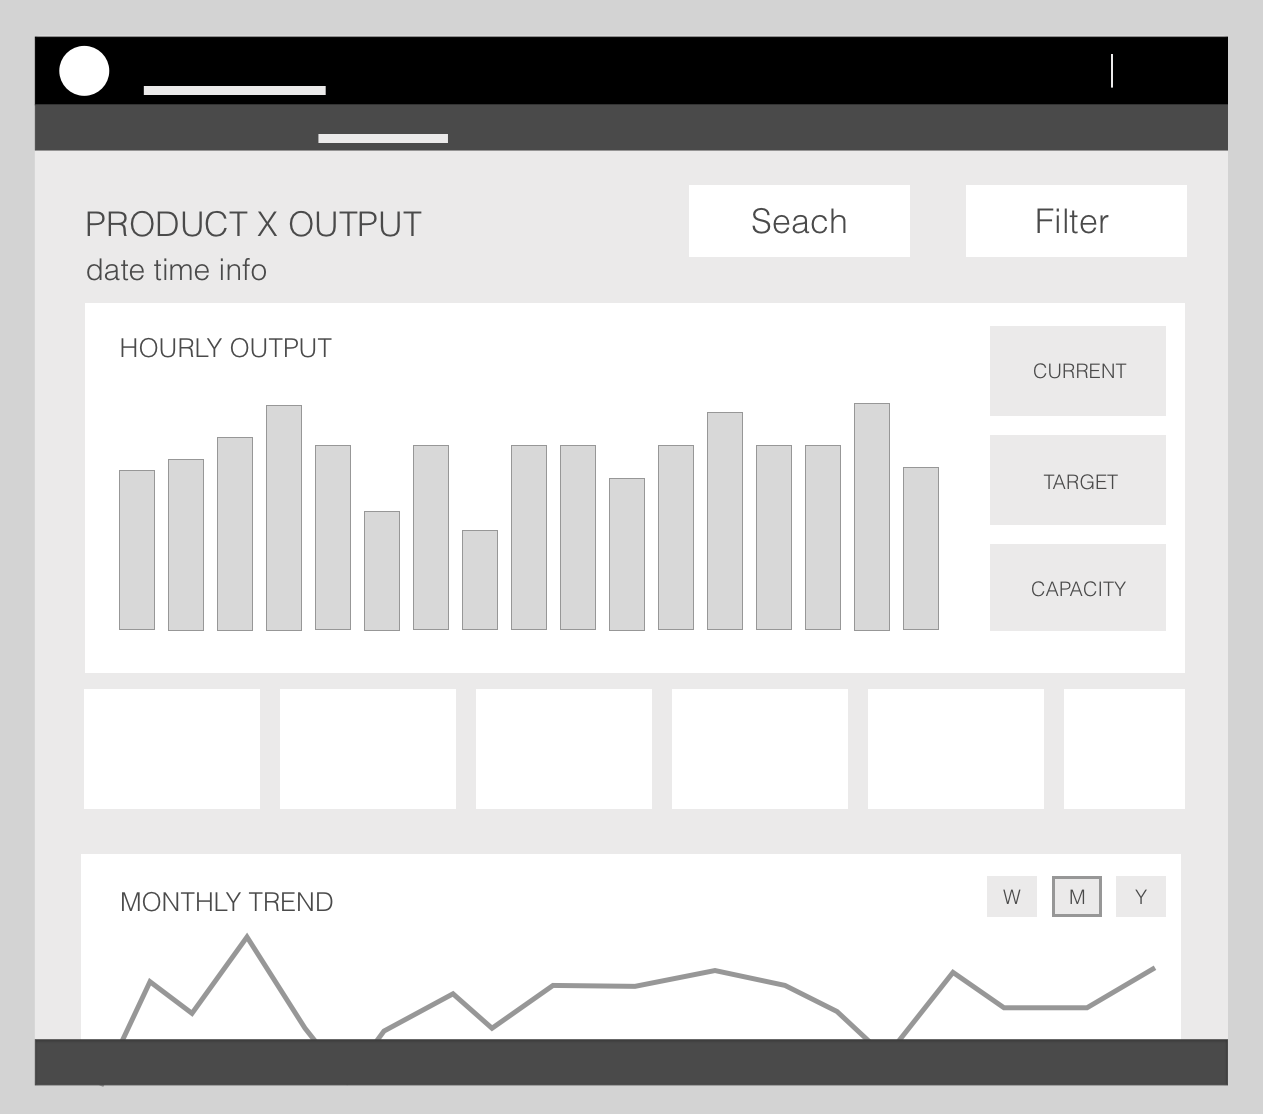 PRODUCT X OUTPUT
date time info
Seach
Filter
HOURLY OUTPUT
CURRENT
TARGET
CAPACITY
MONTHLY TREND
W
M
Y